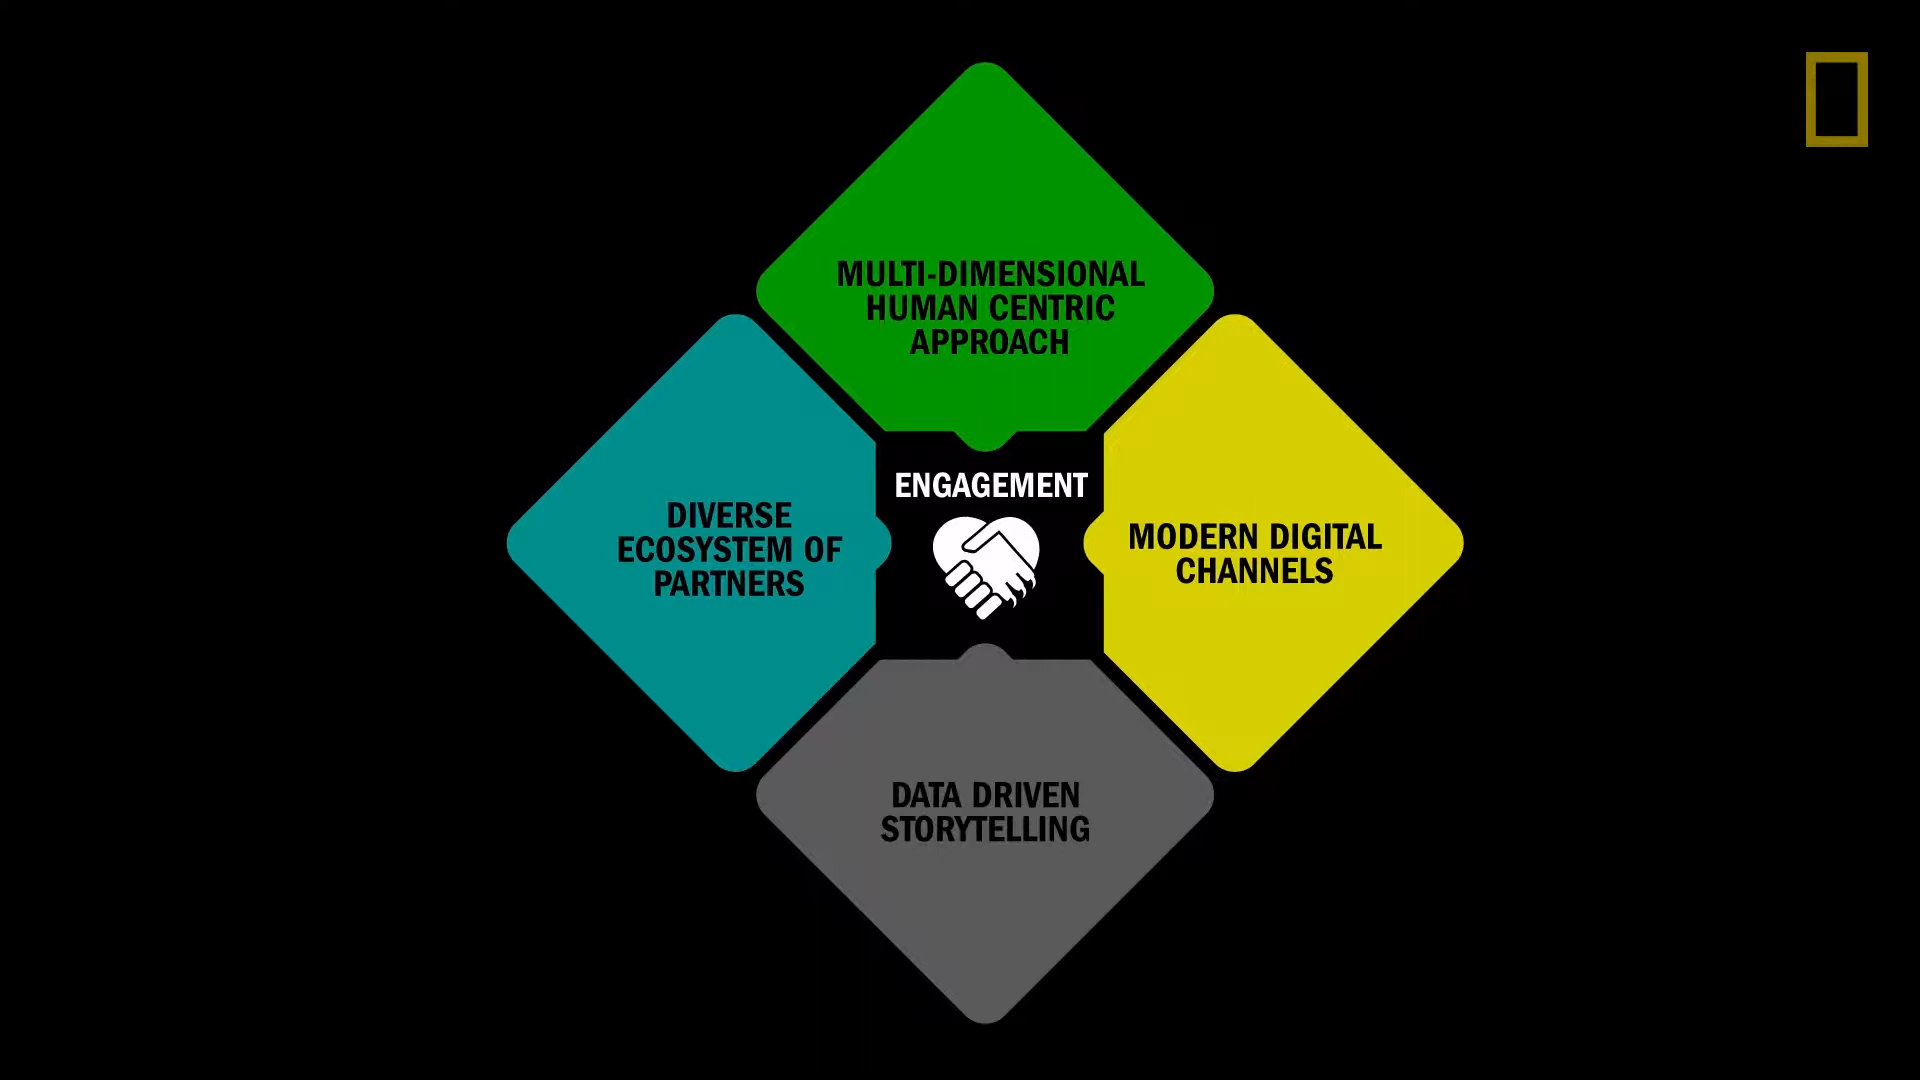 MULTI-DIMENSIONAL
HUMAN CENTRIC
APPROACH
ENGAGEMENT
DIVERSE
ECOSYSTEM OF
PARTNERS
MODERN DIGITAL
CHANNELS
DATA DRIVEN
STORYTELLING